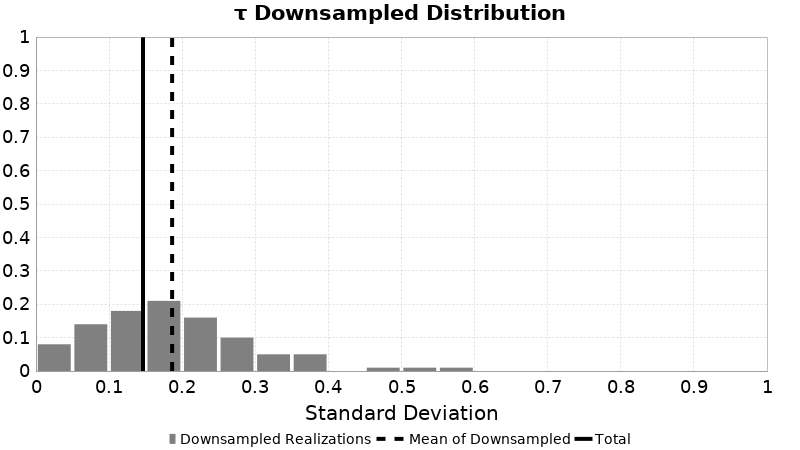 τ Downsampled Distribution
1
0.9
0.8
0.7
0.6
0.5
0.4
0.3
0.2
0.1
0
0 0.1 0.2 0.3 0.4 0.5 0.6 0.7 0.8 0.9 1
Standard Deviation
Downsampled Realizations Mean of Downsampled Total